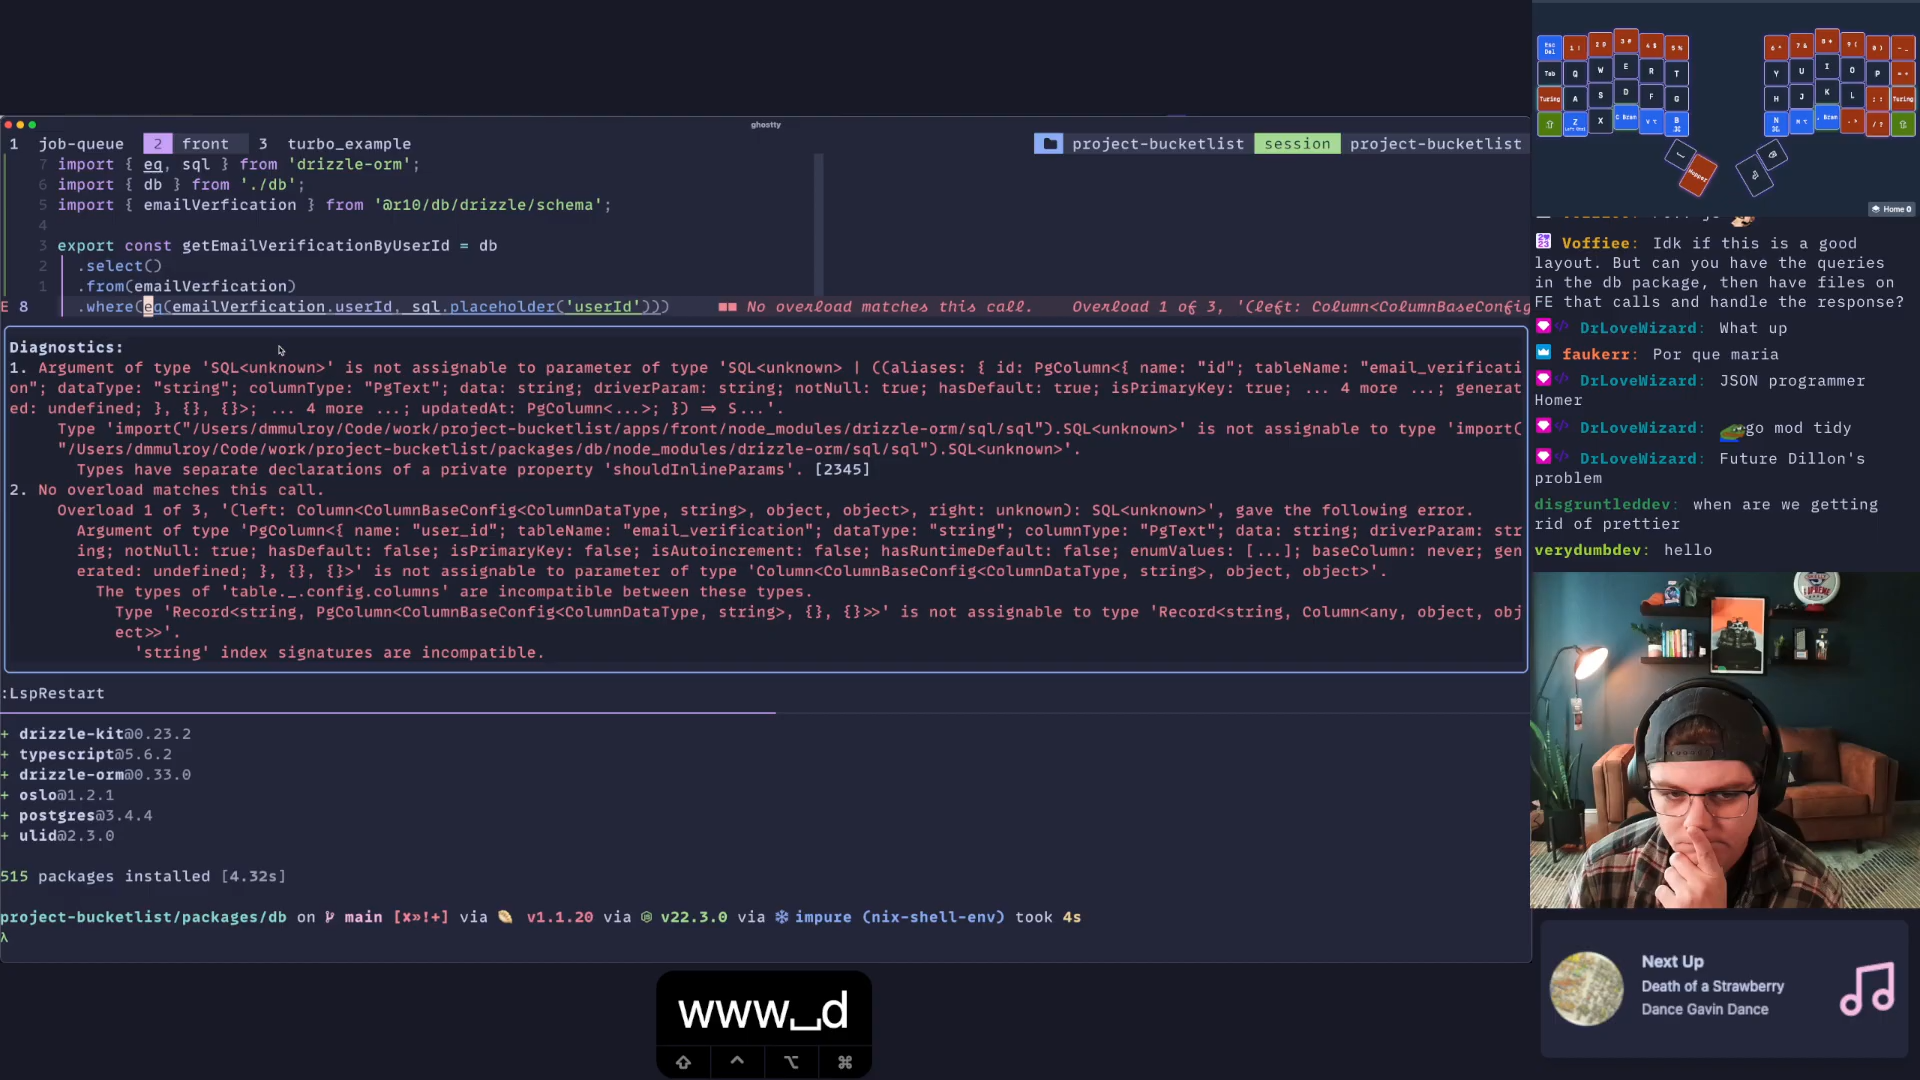 ghostty
1 job-queue 2 front 3 turbo_example
project-bucketlist session project-bucketlist
7 import { eq, sql } from 'drizzle-orm';
6 import { db } from './db';
5 import { emailVerfication } from '@r10/db/drizzle/schema';
4
3 export const getEmailVerificationByUserId = db
2 .select()
1 .from(emailVerfication)
E 8 .where(eq(emailVerfication.userId, sql.placeholder('userId'))) ■■ No overload matches this call. Overload 1 of 3, '(left: Column<ColumnBaseConfig
Diagnostics:
1. Argument of type 'SQL<unknown>' is not assignable to parameter of type 'SQL<unknown> | ((aliases: { id: PgColumn<{ name: "id"; tableName: "email_verificati
on"; dataType: "string"; columnType: "PgText"; data: string; driverParam: string; notNull: true; hasDefault: true; isPrimaryKey: true; ... 4 more ...; generat
ed: undefined; }, {}, {}>; ... 4 more ...; updatedAt: PgColumn<...>; }) => S...'.
Type 'import("/Users/dmmulroy/Code/work/project-bucketlist/apps/front/node_modules/drizzle-orm/sql/sql").SQL<unknown>' is not assignable to type 'import(
"/Users/dmmulroy/Code/work/project-bucketlist/packages/db/node_modules/drizzle-orm/sql/sql").SQL<unknown>'.
Types have separate declarations of a private property 'shouldInlineParams'. [2345]
2. No overload matches this call.
Overload 1 of 3, '(left: Column<ColumnBaseConfig<ColumnDataType, string>, object, object>, right: unknown): SQL<unknown>', gave the following error.
Argument of type 'PgColumn<{ name: "user_id"; tableName: "email_verification"; dataType: "string"; columnType: "PgText"; data: string; driverParam: str
ing; notNull: true; hasDefault: false; isPrimaryKey: false; isAutoincrement: false; hasRuntimeDefault: false; enumValues: [...]; baseColumn: never; gen
erated: undefined; }, {}, {}>' is not assignable to parameter of type 'Column<ColumnBaseConfig<ColumnDataType, string>, object, object>'.
The types of 'table._.config.columns' are incompatible between these types.
Type 'Record<string, PgColumn<ColumnBaseConfig<ColumnDataType, string>, {}, {}>>' is not assignable to type 'Record<string, Column<any, object, obj
ect>>'.
'string' index signatures are incompatible.
:LspRestart
+ drizzle-kit@0.23.2
+ typescript@5.6.2
+ drizzle-orm@0.33.0
+ oslo@1.2.1
+ postgres@3.4.4
+ ulid@2.3.0
515 packages installed [4.32s]
project-bucketlist/packages/db on main [x»!+] via v1.1.20 via v22.3.0 via impure (nix-shell-env) took 4s
λ
www␣d
Home 0
Voffiee: Idk if this is a good
layout. But can you have the queries
in the db package, then have files on
FE that calls and handle the response?
DrLoveWizard: What up
faukerr: Por que maria
DrLoveWizard: JSON programmer
Homer
DrLoveWizard: go mod tidy
DrLoveWizard: Future Dillon's
problem
disgruntleddev: when are we getting
rid of prettier
verydumbdev: hello
Next Up
Death of a Strawberry
Dance Gavin Dance